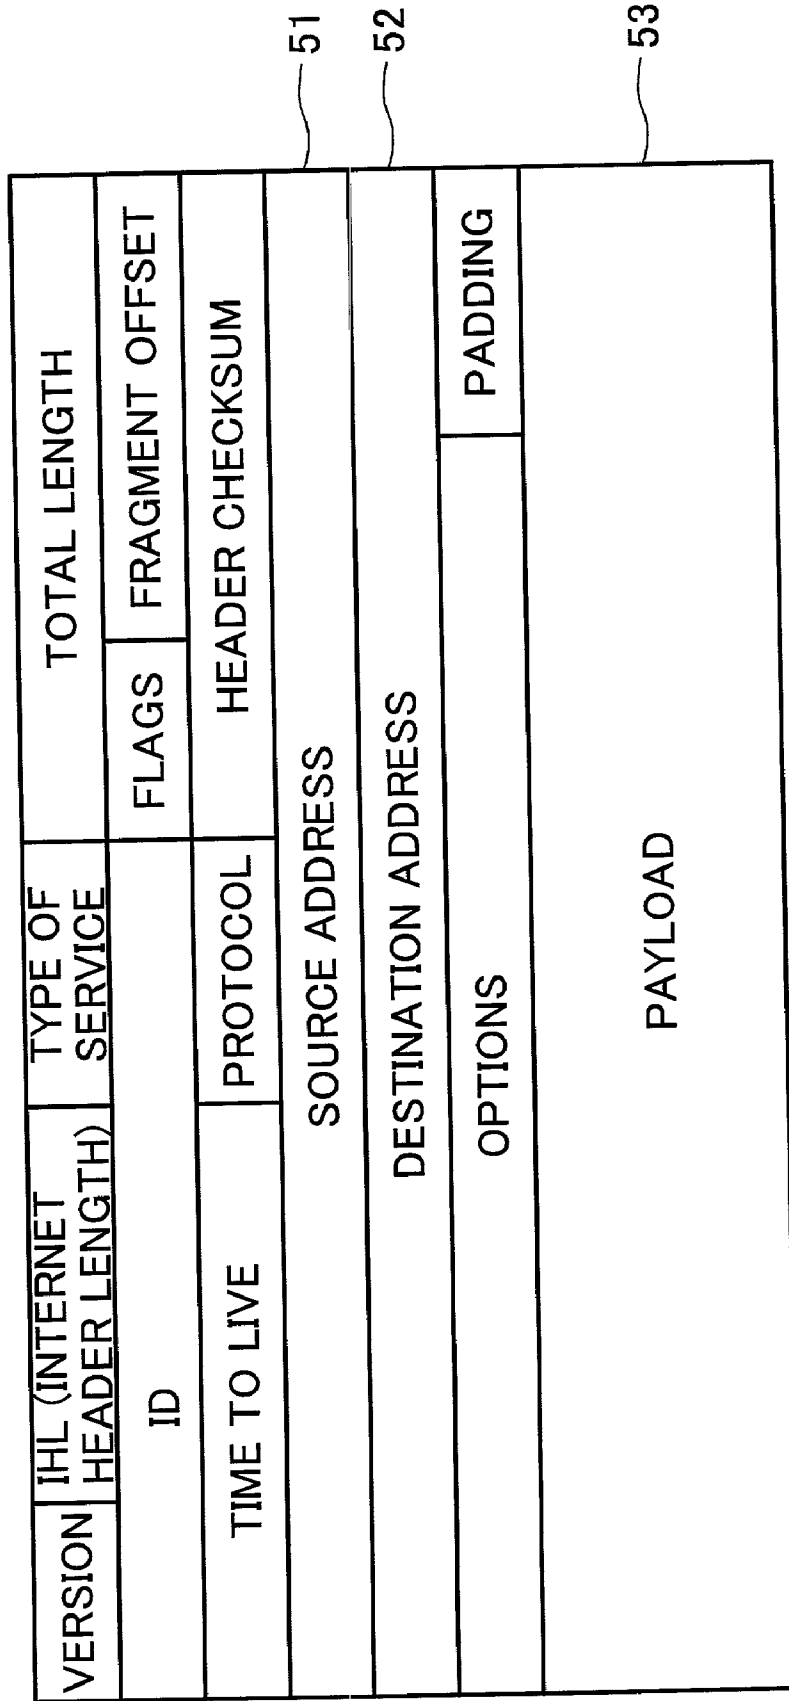 VERSION
IHL (INTERNET
HEADER LENGTH)
TYPE OF
SERVICE
TOTAL LENGTH
ID
FLAGS
FRAGMENT OFFSET
TIME TO LIVE
PROTOCOL
HEADER CHECKSUM
SOURCE ADDRESS
51
DESTINATION ADDRESS
52
OPTIONS
PADDING
PAYLOAD
53